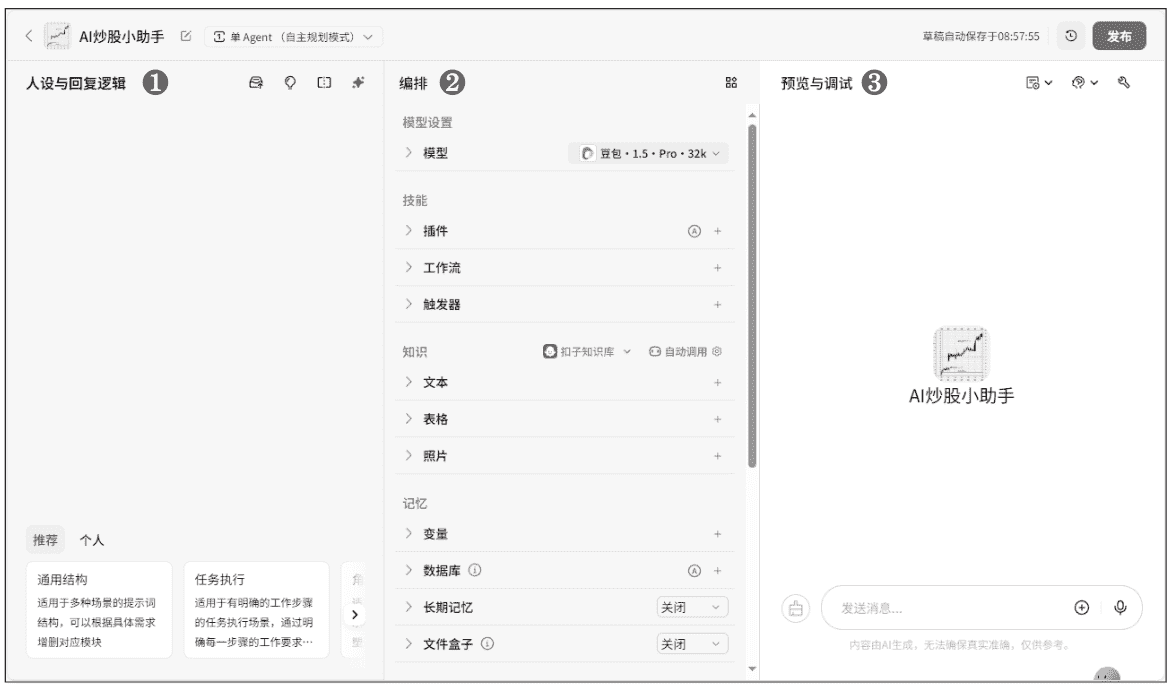 AI炒股小助手
单 Agent （自主规划模式）
草稿自动保存于08:57:55
发布
人设与回复逻辑 1
推荐 个人
通用结构
适用于多种场景的提示词
结构，可以根据具体需求
增删对应模块
任务执行
适用于有明确的工作步骤
的任务执行场景，通过明
确每一步骤的工作要求…
编排 2
模型设置
模型 豆包・1.5・Pro・32k
技能
插件
工作流
触发器
知识 扣子知识库 自动调用
文本
表格
照片
记忆
变量
数据库
长期记忆 关闭
文件盒子 关闭
预览与调试 3
AI炒股小助手
发送消息...
内容由AI生成，无法确保真实准确，仅供参考。